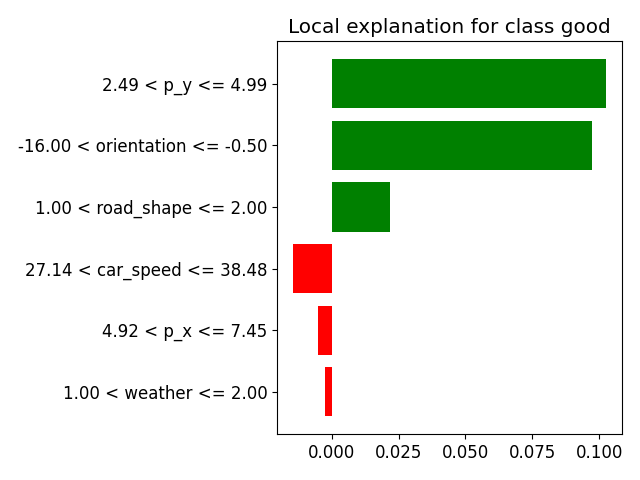 Local explanation for class good
2.49 < p_y <= 4.99
-16.00 < orientation <= -0.50
1.00 < road_shape <= 2.00
27.14 < car_speed <= 38.48
4.92 < p_x <= 7.45
1.00 < weather <= 2.00
0.000 0.025 0.050 0.075 0.100